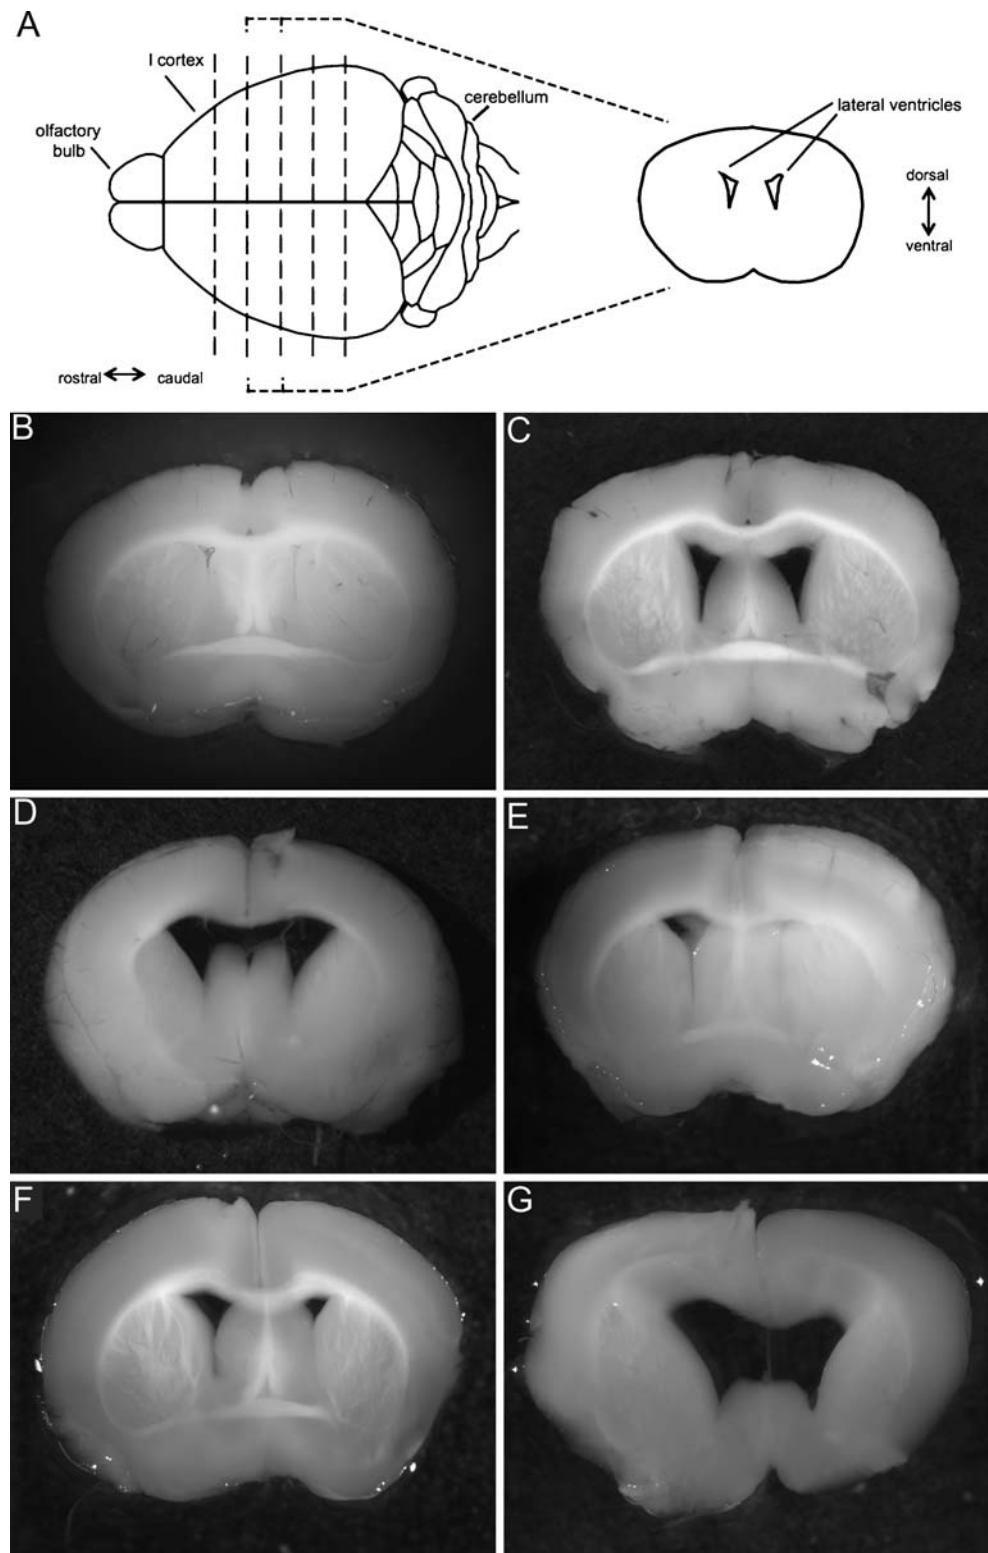 A
l cortex
olfactory
bulb
cerebellum
lateral ventricles
dorsal
ventral
rostral
caudal
B
C
D
E
F
G